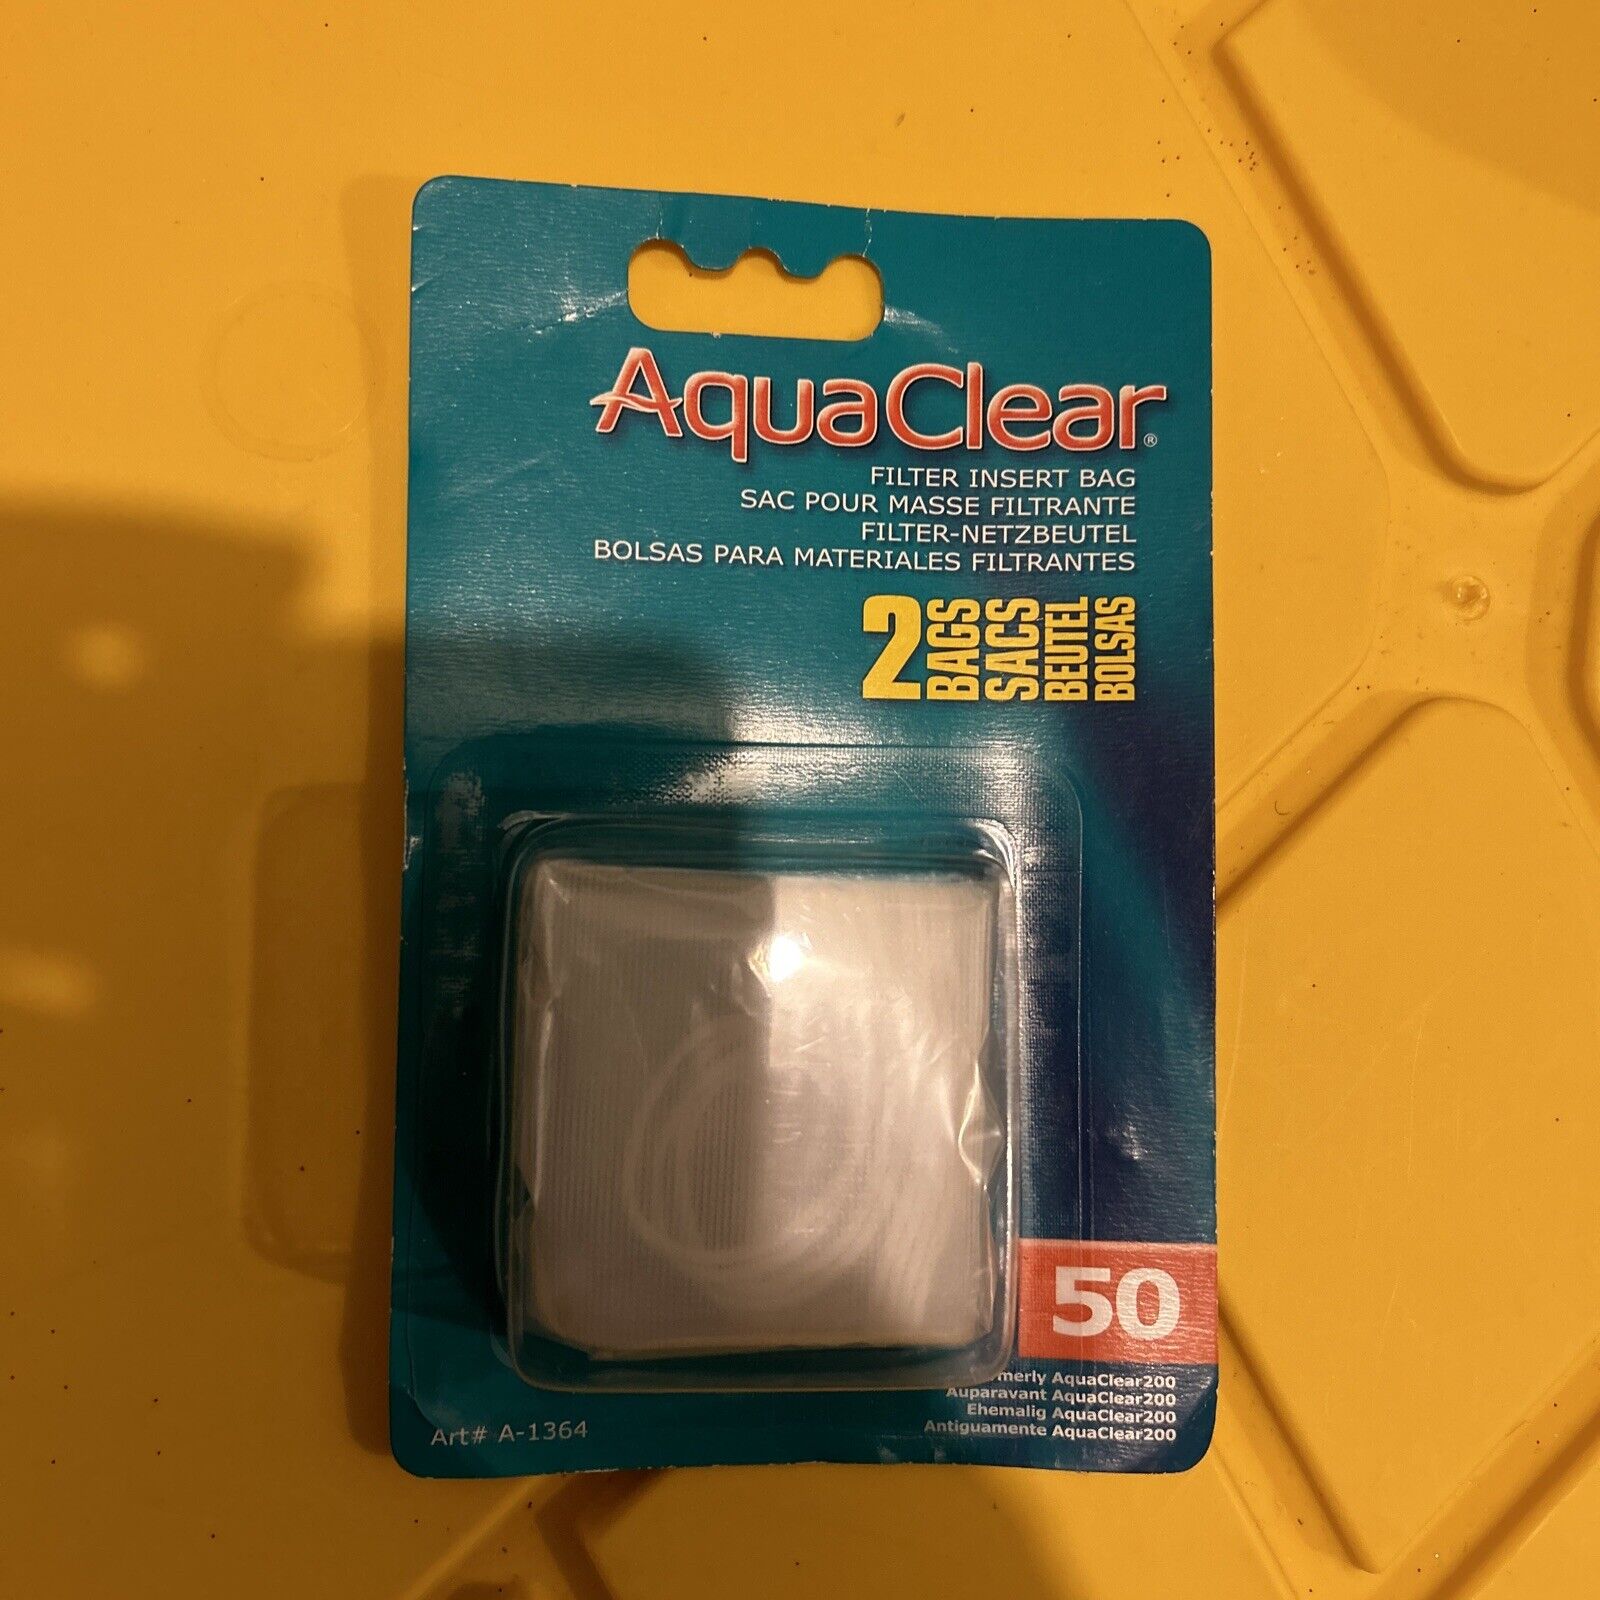 AquaClear®
FILTER INSERT BAG
SAC POUR MASSE FILTRANTE
FILTER-NETZBEUTEL
BOLSAS PARA MATERIALES FILTRANTES
2 BAGS SACS BEUTEL BOLSAS
50
AquaClear200
Auparavant AquaClear200
Ehemalig AquaClear200
Antiguamente AquaClear200
Art# A-1364